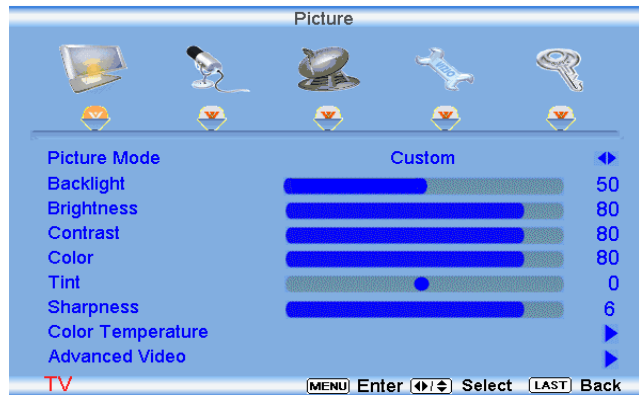 Picture
Picture Mode Custom
Backlight 50
Brightness 80
Contrast 80
Color 80
Tint 0
Sharpness 6
Color Temperature
Advanced Video
TV MENU Enter Select LAST Back